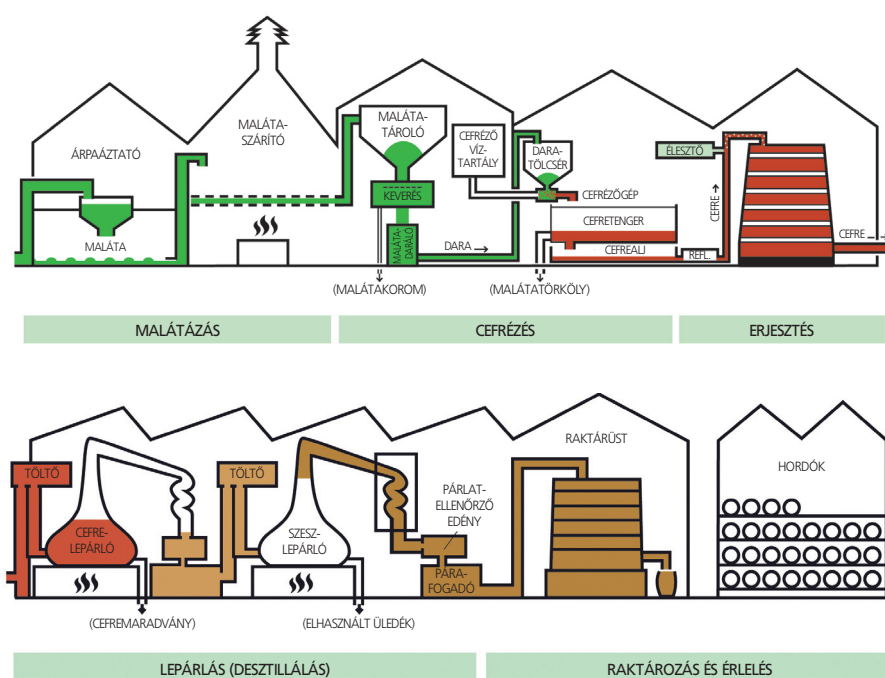 ÁRPAÁZTATÓ
MALÁTA
MALÁTA-
SZÁRÍTÓ
MALÁTA-
TÁROLÓ
KEVERÉS
MALÁTA-
DARÁLÓ
(MALÁTAKOROM)
DARA →
CEFRÉZŐ
VÍZ-
TARTÁLY
DARA-
TÖLCSÉR
CEFRÉZŐGÉP
CEFRETENGER
CEFREALJ
(MALÁTATÖRKÖLY)
REFL.
CEFRE →
ÉLESZTŐ
CEFRE
MALÁTÁZÁS
CEFRÉZÉS
ERJESZTÉS
TÖLTŐ
CEFRE-
LEPÁRLÓ
(CEFREMARADVÁNY)
TÖLTŐ
SZESZ-
LEPÁRLÓ
(ELHASZNÁLT ÜLEDÉK)
PÁRLAT-
ELLENŐRZŐ
EDÉNY
PÁRA-
FOGADÓ
RAKTÁRÜST
HORDÓK
LEPÁRLÁS (DESZTILLÁLÁS)
RAKTÁROZÁS ÉS ÉRLELÉS